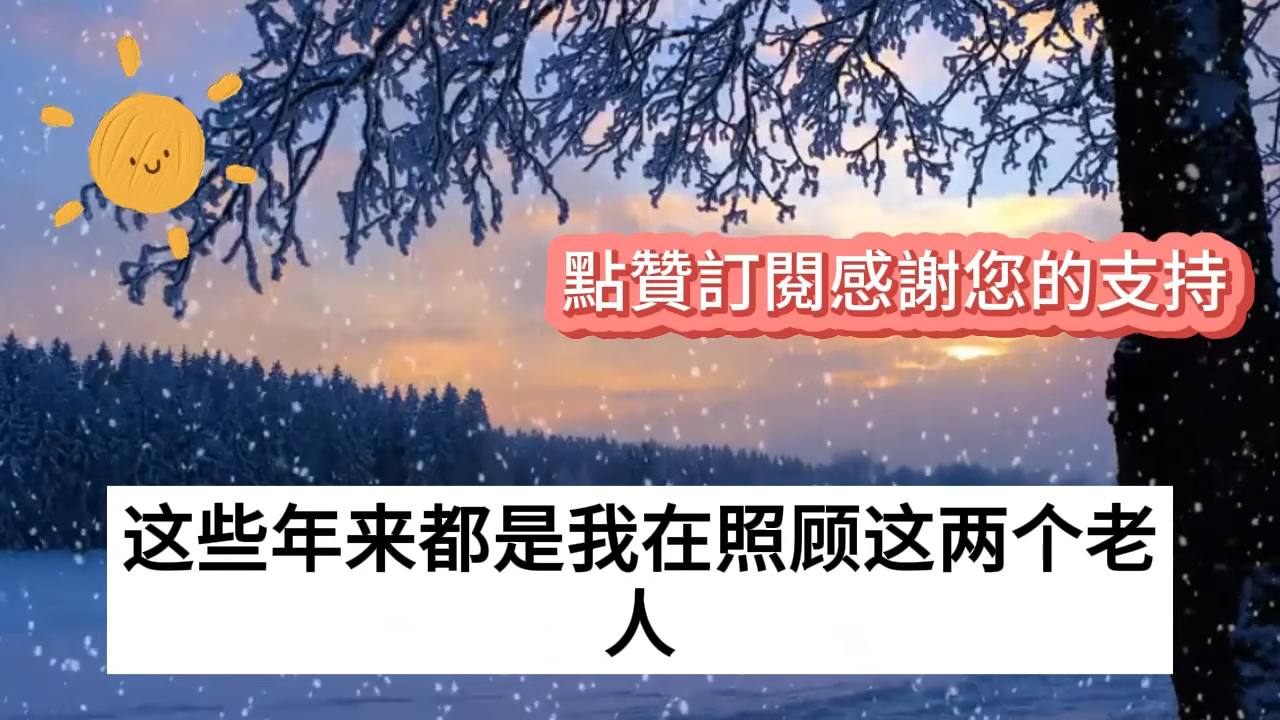 點贊訂閱感謝您的支持
这些年来都是我在照顾这两个老
人